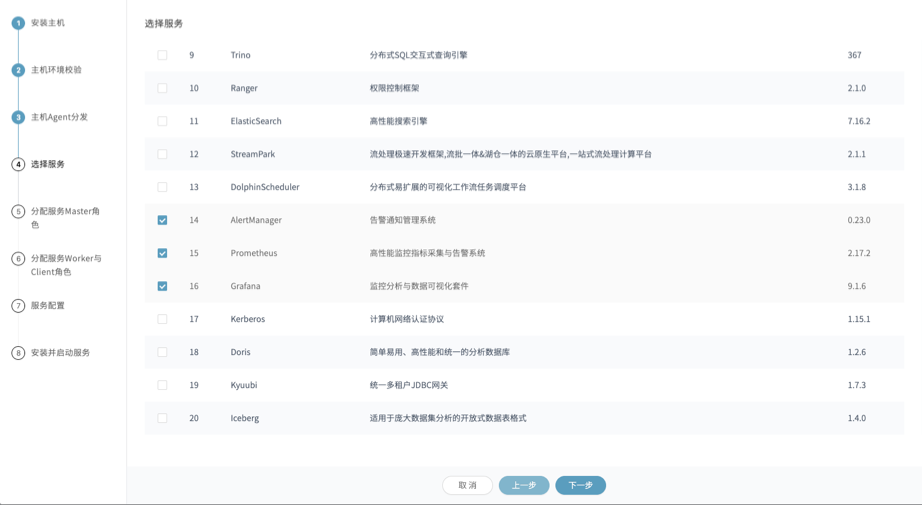 1 安装主机
2 主机环境校验
3 主机Agent分发
4 选择服务
5 分配服务Master角
色
6 分配服务Worker与
Client角色
7 服务配置
8 安装并启动服务
选择服务
9 Trino 分布式SQL交互式查询引擎 367
10 Ranger 权限控制框架 2.1.0
11 ElasticSearch 高性能搜索引擎 7.16.2
12 StreamPark 流处理极速开发框架,流批一体&湖仓一体的云原生平台,一站式流处理计算平台 2.1.1
13 DolphinScheduler 分布式易扩展的可视化工作流任务调度平台 3.1.8
14 AlertManager 告警通知管理系统 0.23.0
15 Prometheus 高性能监控指标采集与告警系统 2.17.2
16 Grafana 监控分析与数据可视化套件 9.1.6
17 Kerberos 计算机网络认证协议 1.15.1
18 Doris 简单易用、高性能和统一的分析数据库 1.2.6
19 Kyuubi 统一多租户JDBC网关 1.7.3
20 Iceberg 适用于庞大数据集分析的开放式数据表格式 1.4.0
取消 上一步 下一步